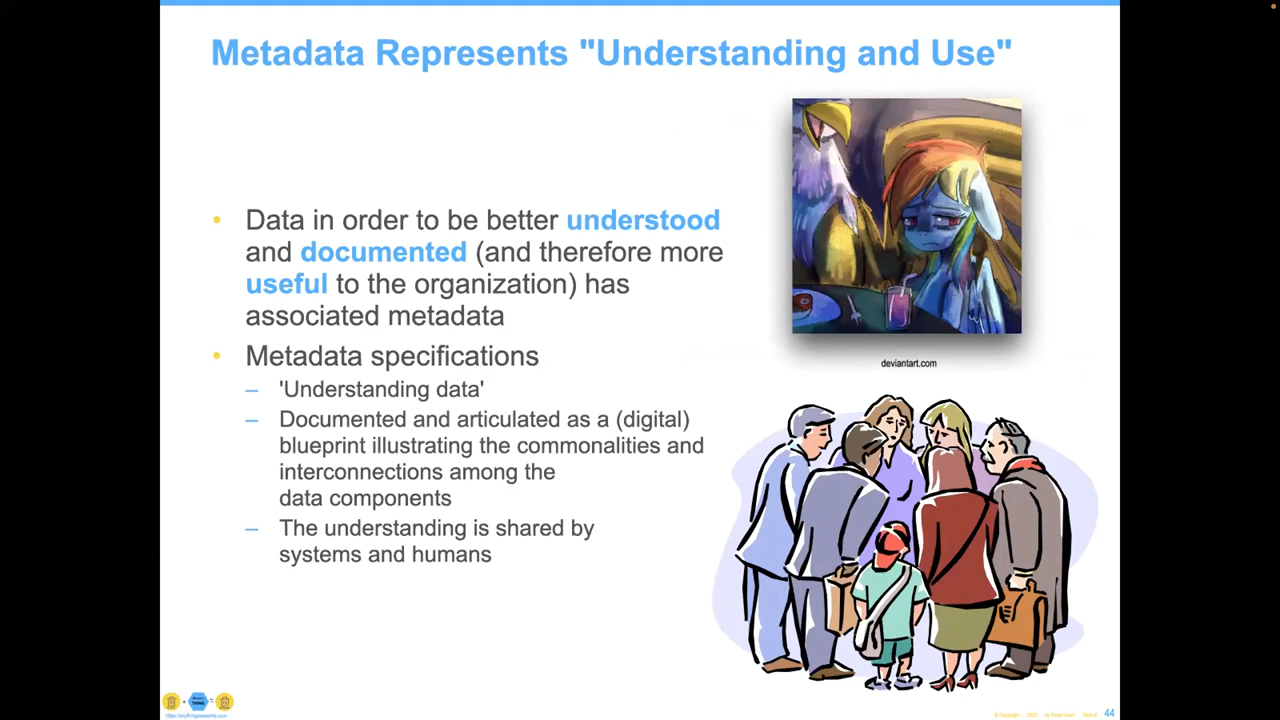 Metadata Represents "Understanding and Use"
• Data in order to be better understood
and documented (and therefore more
useful to the organization) has
associated metadata
• Metadata specifications
– 'Understanding data'
– Documented and articulated as a (digital)
blueprint illustrating the commonalities and
interconnections among the
data components
– The understanding is shared by
systems and humans
deviantart.com
44